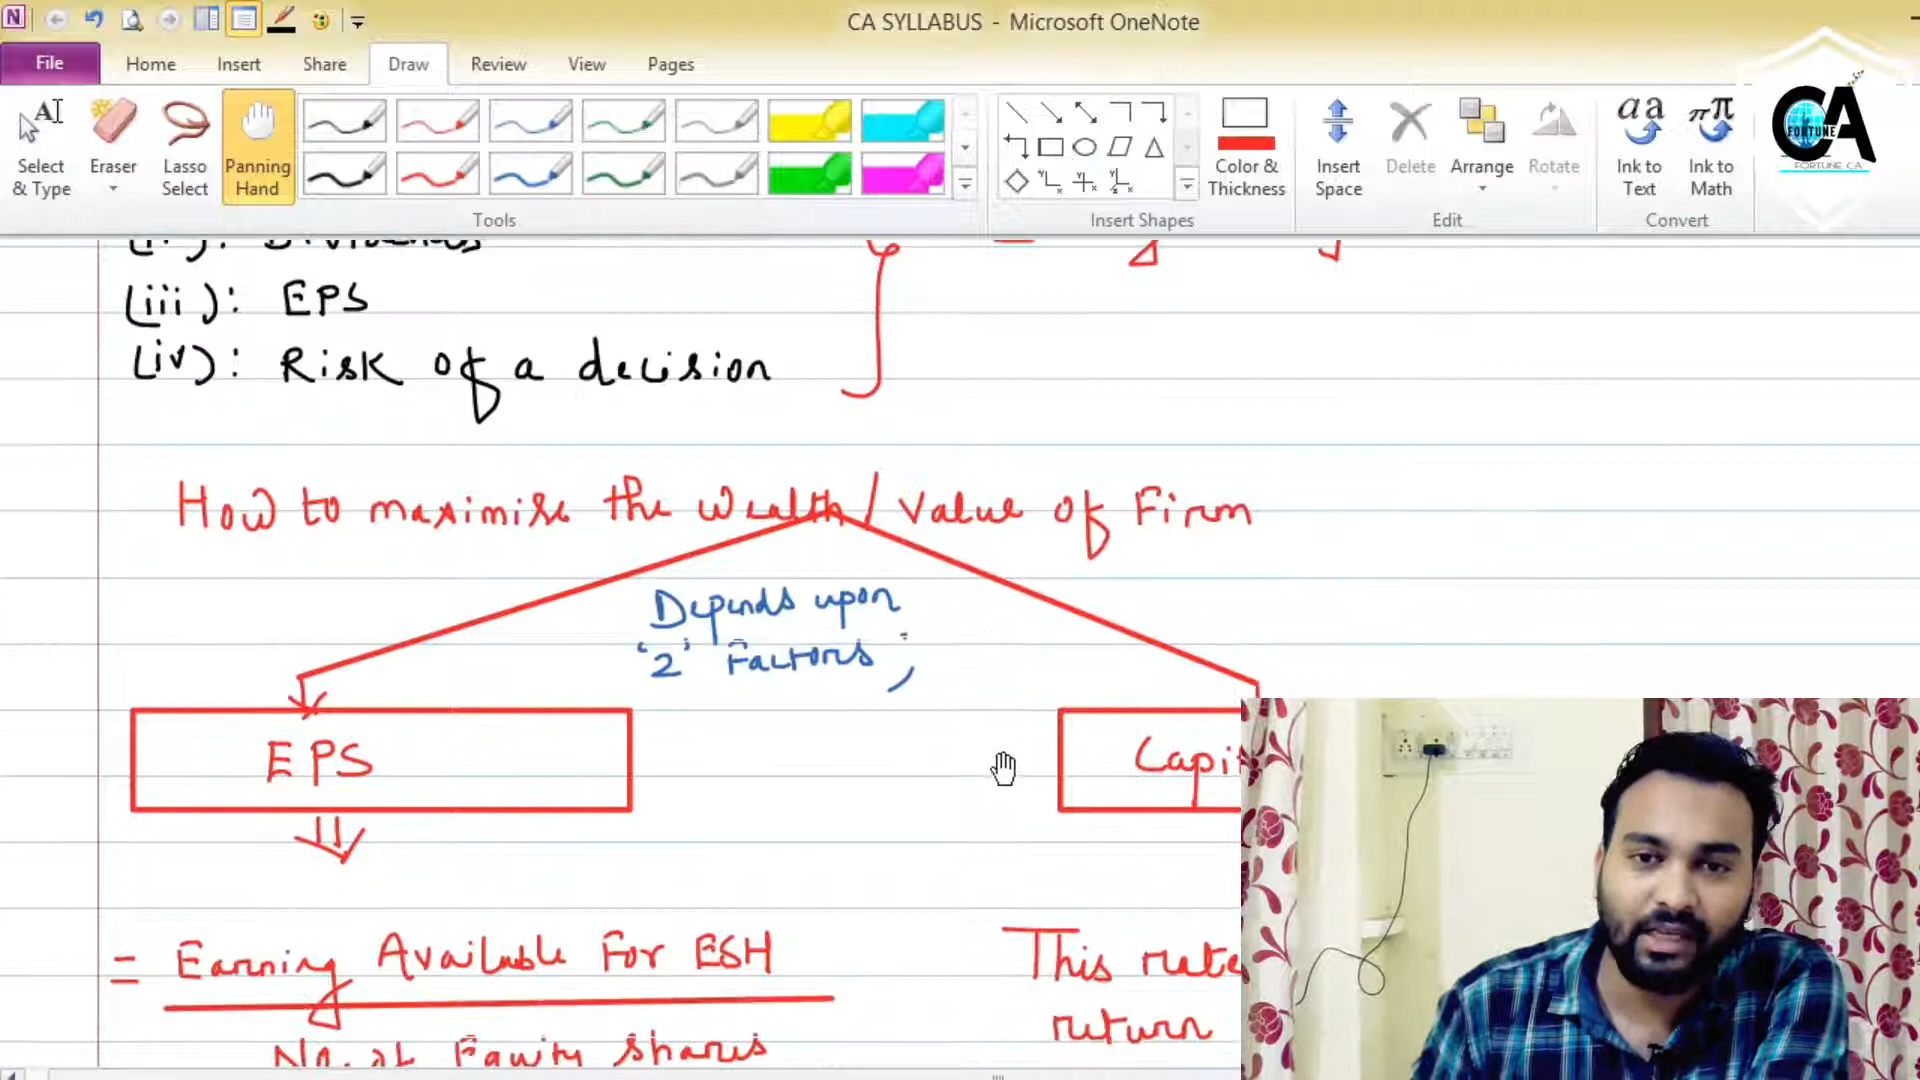 CA SYLLABUS - Microsoft OneNote
File Home Insert Share Draw Review View Pages
Select & Type
Eraser
Lasso Select
Panning Hand
Color & Thickness
Insert Space
Delete
Arrange
Rotate
Ink to Text
Ink to Math
Tools
Insert Shapes
Edit
Convert
CA
FORTUNE
FORTUNE CA
(iii): EPS
(iv): Risk of a decision
How to maximise the Wealth / Value of Firm
Depends upon
'2' Factors ;
EPS
Capi
= Earning Available For ESH
No. of Equity shares
This rate
return